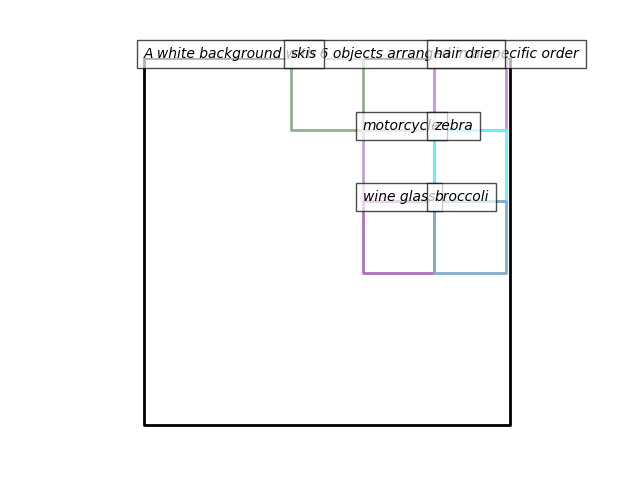 A white background with 6 objects arranged in a specific order
skis
hair drier
motorcycle
zebra
wine glass
broccoli